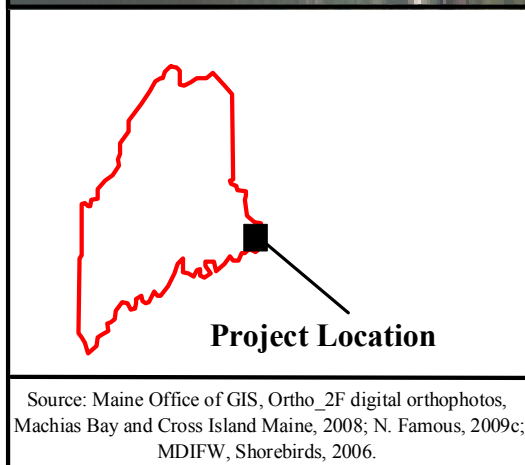 Project Location
Source: Maine Office of GIS, Ortho_2F digital orthophotos,
Machias Bay and Cross Island Maine, 2008; N. Famous, 2009c;
MDIFW, Shorebirds, 2006.